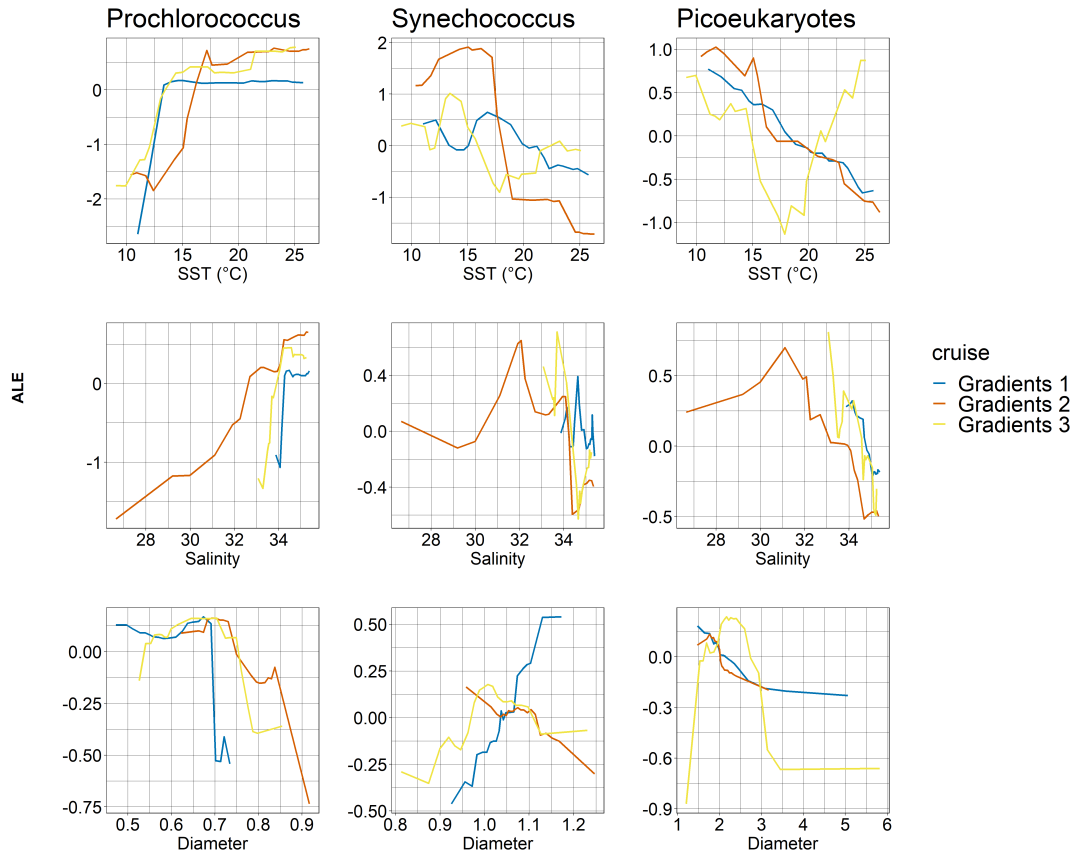 Prochlorococcus Synechococcus Picoeukaryotes
0
-1
-2
10 15 20 25
SST (°C)
2
1
0
-1
10 15 20 25
SST (°C)
1.0
0.5
0.0
-0.5
-1.0
10 15 20 25
SST (°C)
ALE
0
-1
28 30 32 34
Salinity
0.4
0.0
-0.4
28 30 32 34
Salinity
0.5
0.0
-0.5
28 30 32 34
Salinity
cruise
Gradients 1
Gradients 2
Gradients 3
0.00
-0.25
-0.50
-0.75
0.5 0.6 0.7 0.8 0.9
Diameter
0.50
0.25
0.00
-0.25
-0.50
0.8 0.9 1.0 1.1 1.2
Diameter
0.0
-0.3
-0.6
-0.9
1 2 3 4 5 6
Diameter